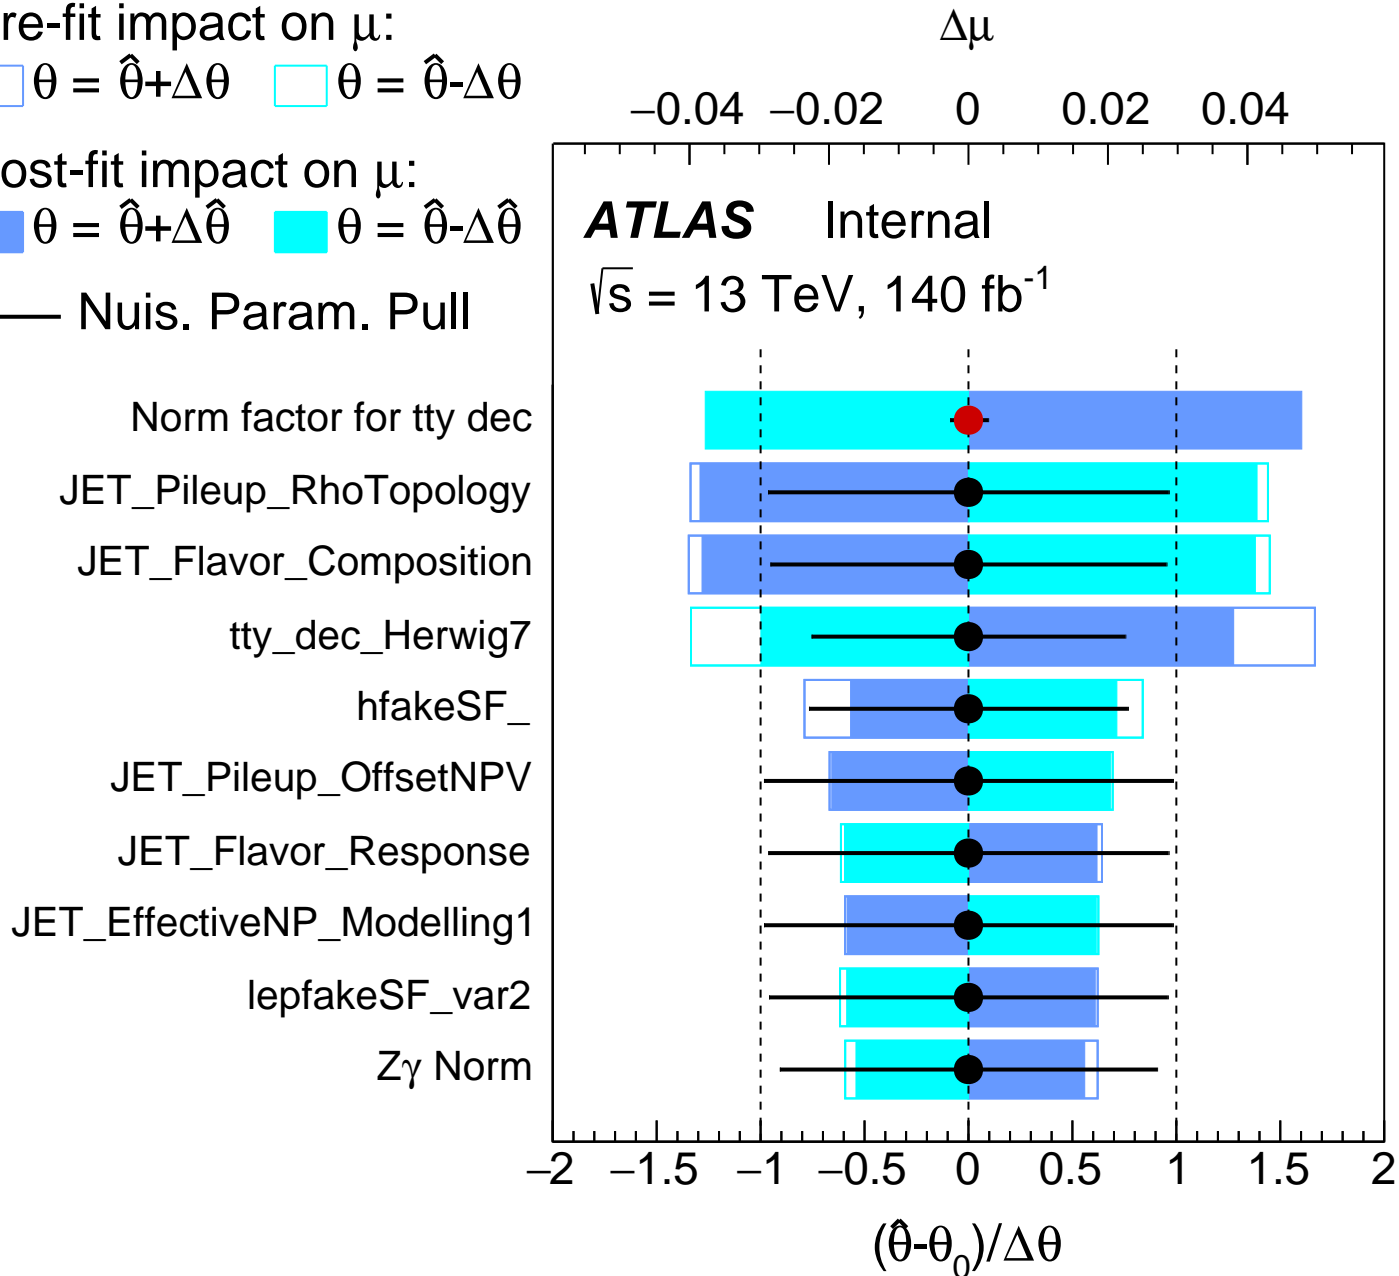 re-fit impact on μ:
θ = θ̂+Δθ θ = θ̂-Δθ
ost-fit impact on μ:
θ = θ̂+Δθ̂ θ = θ̂-Δθ̂
Nuis. Param. Pull
Δμ
−0.04 −0.02 0 0.02 0.04
ATLAS Internal
√s = 13 TeV, 140 fb⁻¹
Norm factor for tty dec
JET_Pileup_RhoTopology
JET_Flavor_Composition
tty_dec_Herwig7
hfakeSF_
JET_Pileup_OffsetNPV
JET_Flavor_Response
JET_EffectiveNP_Modelling1
lepfakeSF_var2
Zγ Norm
−2 −1.5 −1 −0.5 0 0.5 1 1.5 2
(θ̂-θ₀)/Δθ